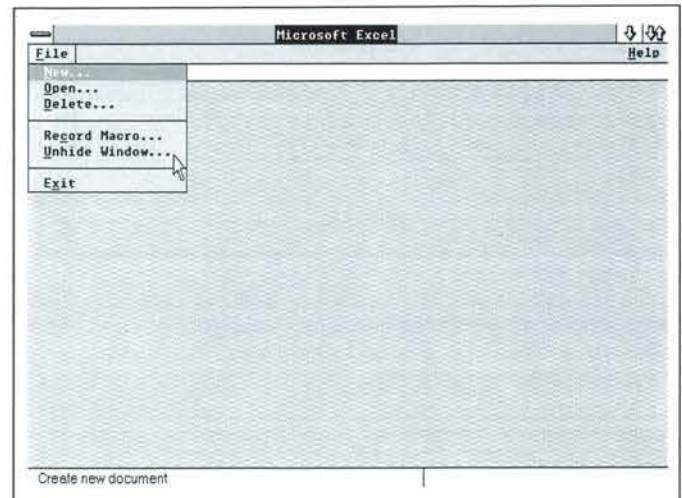 Microsoft Excel
File Help
New...
Open...
Delete...
Record Macro...
Unhide Window...
Exit
Create new document